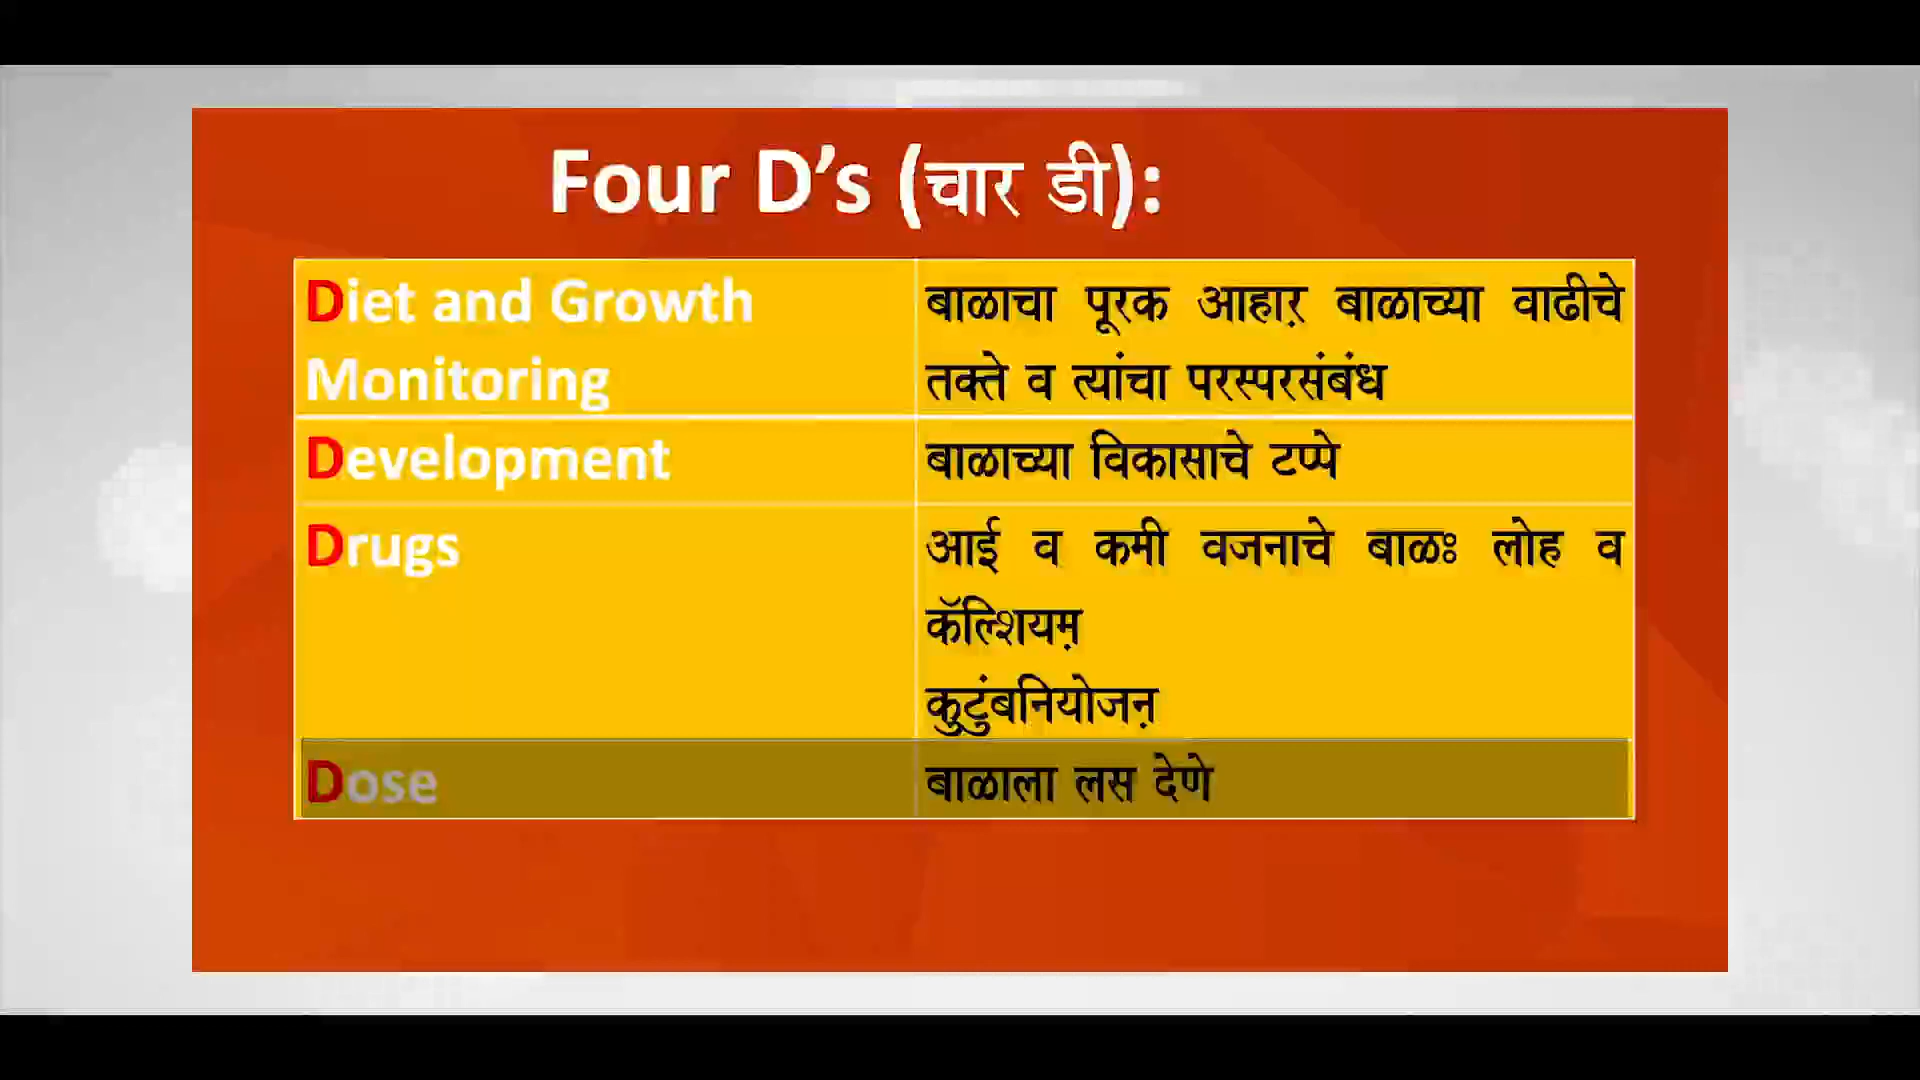 Four D’s (चार डी):
Diet and Growth
Monitoring
बाळाचा पूरक आहाऱ बाळाच्या वाढीचे
तक्ते व त्यांचा परस्परसंबंध
Development
बाळाच्या विकासाचे टप्पे
Drugs
आई व कमी वजनाचे बाळः लोह व
कॅल्शियम़
कुटुंबनियोजऩ
Dose
बाळाला लस देणे